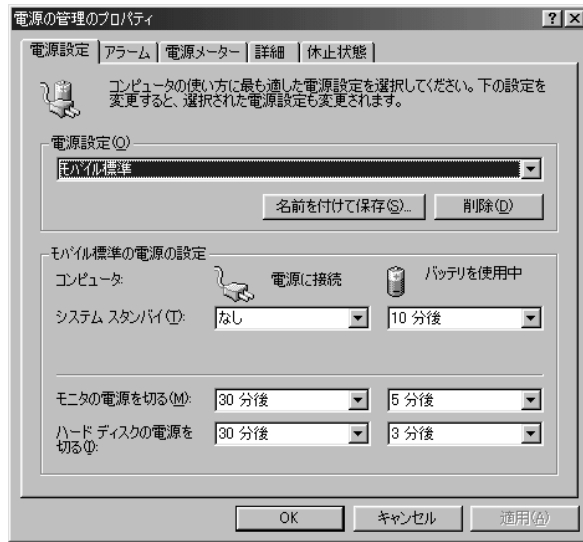 電源の管理のプロパティ
? ×
電源設定 アラーム 電源メーター 詳細 休止状態
コンピュータの使い方に最も適した電源設定を選択してください。下の設定を
変更すると、選択された電源設定も変更されます。
電源設定(O)
モバイル標準
名前を付けて保存(S)... 削除(D)
モバイル標準の電源の設定
コンピュータ: 電源に接続 バッテリを使用中
システム スタンバイ(T): なし 10 分後
モニタの電源を切る(M): 30 分後 5 分後
ハード ディスクの電源を
切る(I): 30 分後 3 分後
OK キャンセル 適用(A)